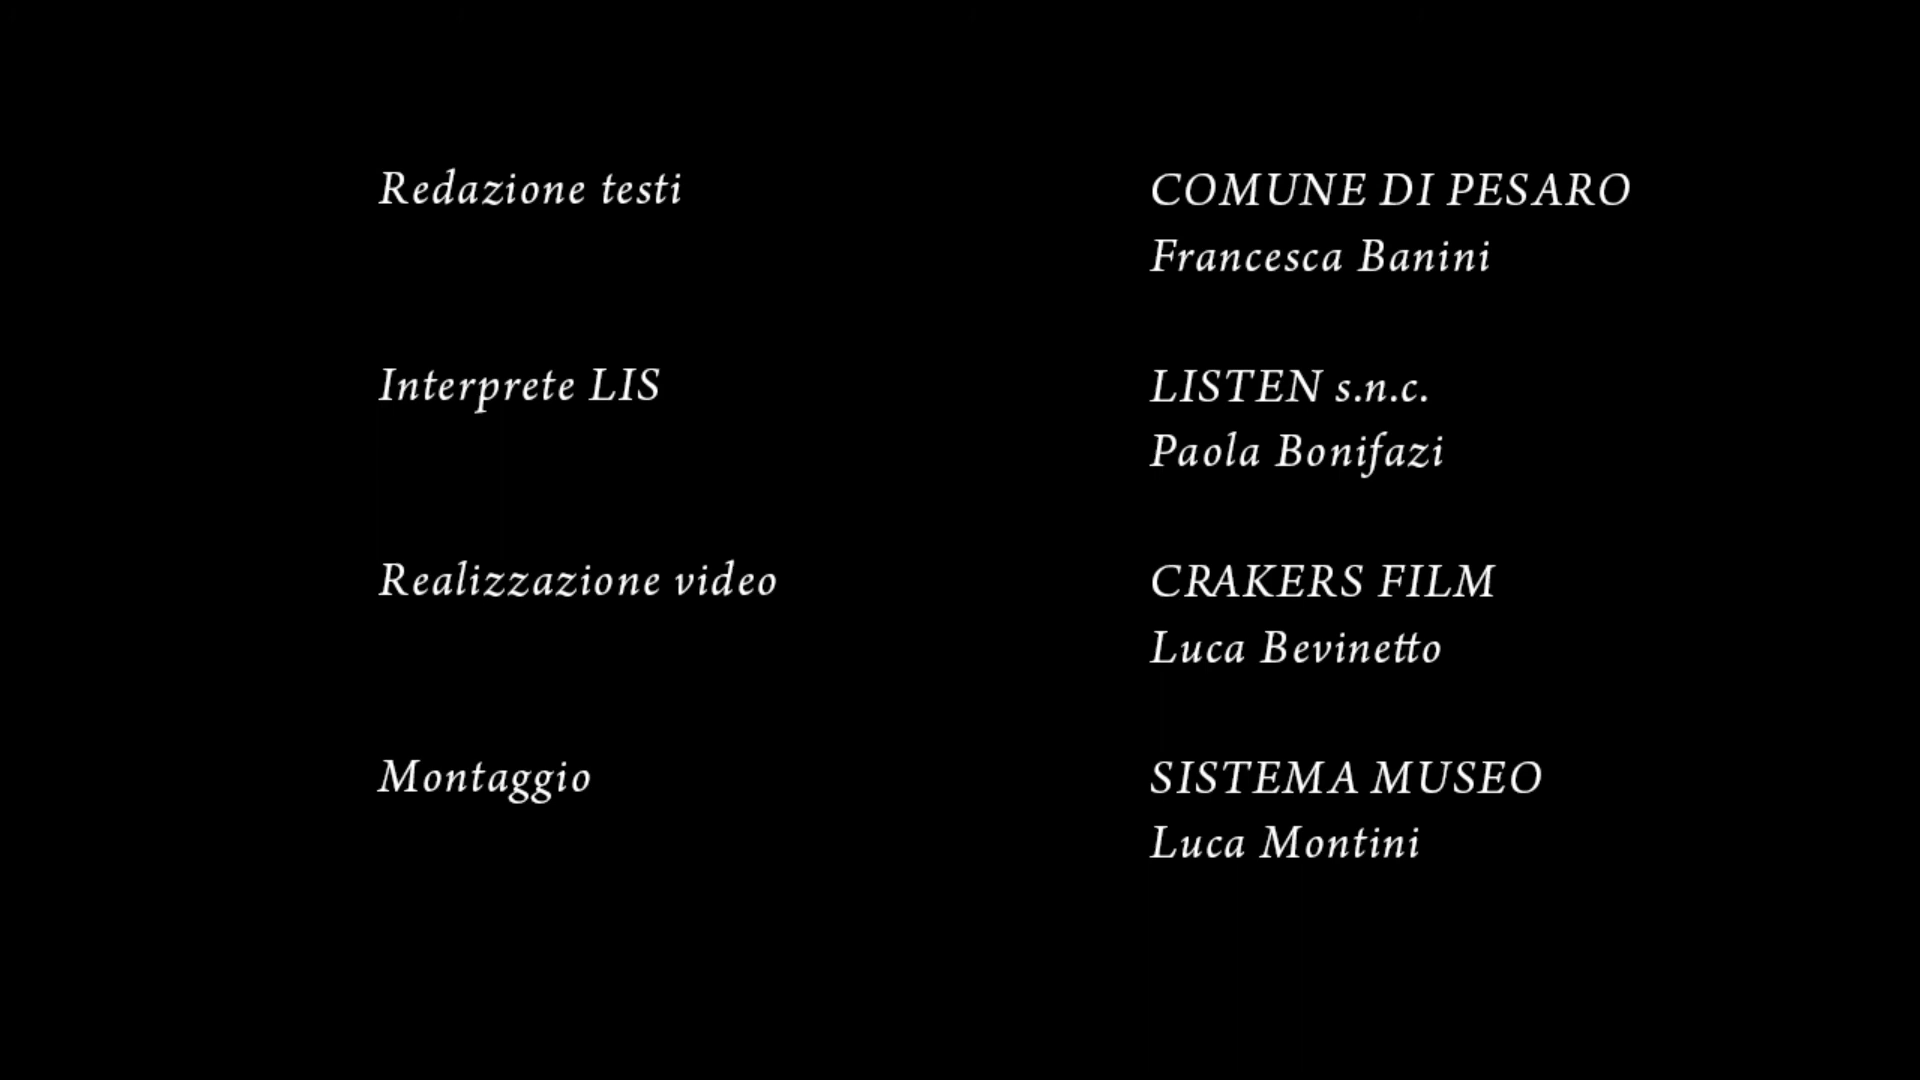 Redazione testi
COMUNE DI PESARO
Francesca Banini
Interprete LIS
LISTEN s.n.c.
Paola Bonifazi
Realizzazione video
CRAKERS FILM
Luca Bevinetto
Montaggio
SISTEMA MUSEO
Luca Montini